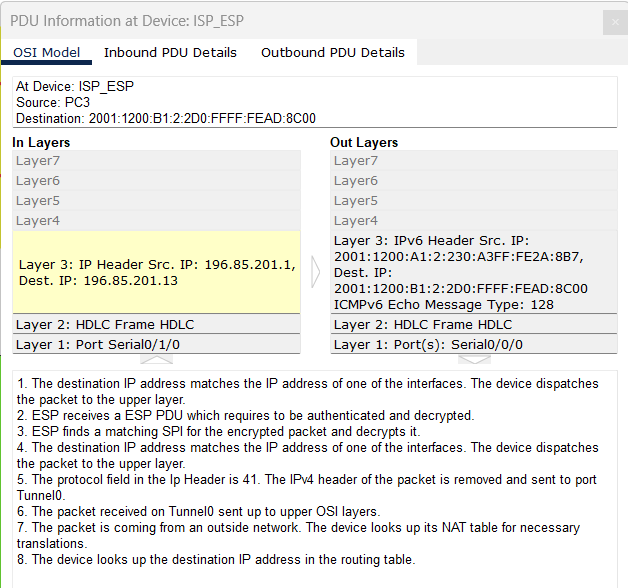 PDU Information at Device: ISP_ESP
OSI Model Inbound PDU Details Outbound PDU Details
At Device: ISP_ESP
Source: PC3
Destination: 2001:1200:B1:2:2D0:FFFF:FEAD:8C00
In Layers
Layer7
Layer6
Layer5
Layer4
Layer 3: IP Header Src. IP: 196.85.201.1,
Dest. IP: 196.85.201.13
Layer 2: HDLC Frame HDLC
Layer 1: Port Serial0/1/0
Out Layers
Layer7
Layer6
Layer5
Layer4
Layer 3: IPv6 Header Src. IP:
2001:1200:A1:2:230:A3FF:FE2A:8B7,
Dest. IP:
2001:1200:B1:2:2D0:FFFF:FEAD:8C00
ICMPv6 Echo Message Type: 128
Layer 2: HDLC Frame HDLC
Layer 1: Port(s): Serial0/0/0
1. The destination IP address matches the IP address of one of the interfaces. The device dispatches
the packet to the upper layer.
2. ESP receives a ESP PDU which requires to be authenticated and decrypted.
3. ESP finds a matching SPI for the encrypted packet and decrypts it.
4. The destination IP address matches the IP address of one of the interfaces. The device dispatches
the packet to the upper layer.
5. The protocol field in the Ip Header is 41. The IPv4 header of the packet is removed and sent to port
Tunnel0.
6. The packet received on Tunnel0 sent up to upper OSI layers.
7. The packet is coming from an outside network. The device looks up its NAT table for necessary
translations.
8. The device looks up the destination IP address in the routing table.